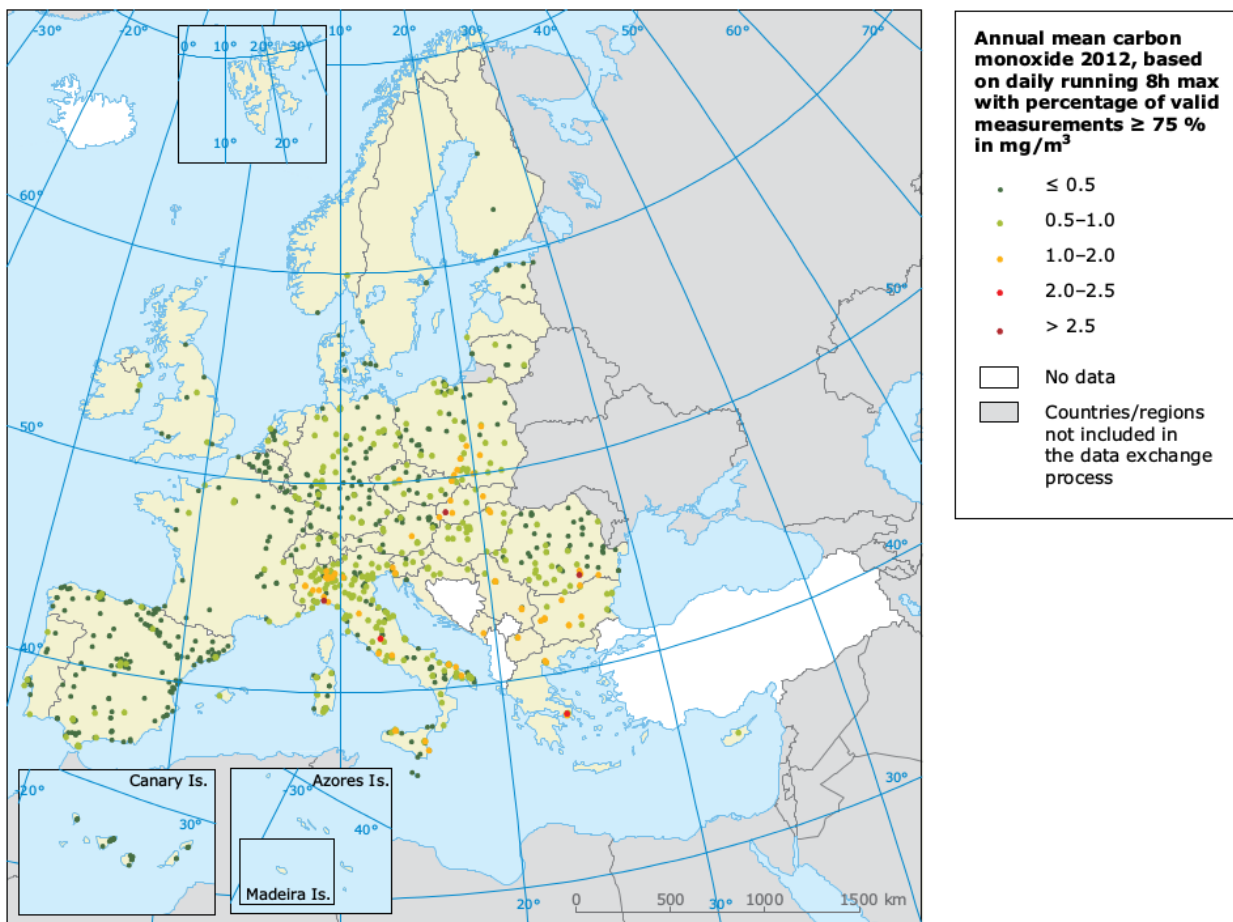 -30°
-20°
0°
10°
20°
30°
10°
20°
10°
20°
30°
40°
50°
60°
70°
60°
50°
50°
50°
40°
40°
30°
20°
30°
Canary Is.
-20°
30°
Azores Is.
-30°
40°
Madeira Is.
0
500
1000
1500 km
Annual mean carbon
monoxide 2012, based
on daily running 8h max
with percentage of valid
measurements ≥ 75 %
in mg/m³
≤ 0.5
0.5–1.0
1.0–2.0
2.0–2.5
> 2.5
No data
Countries/regions
not included in
the data exchange
process